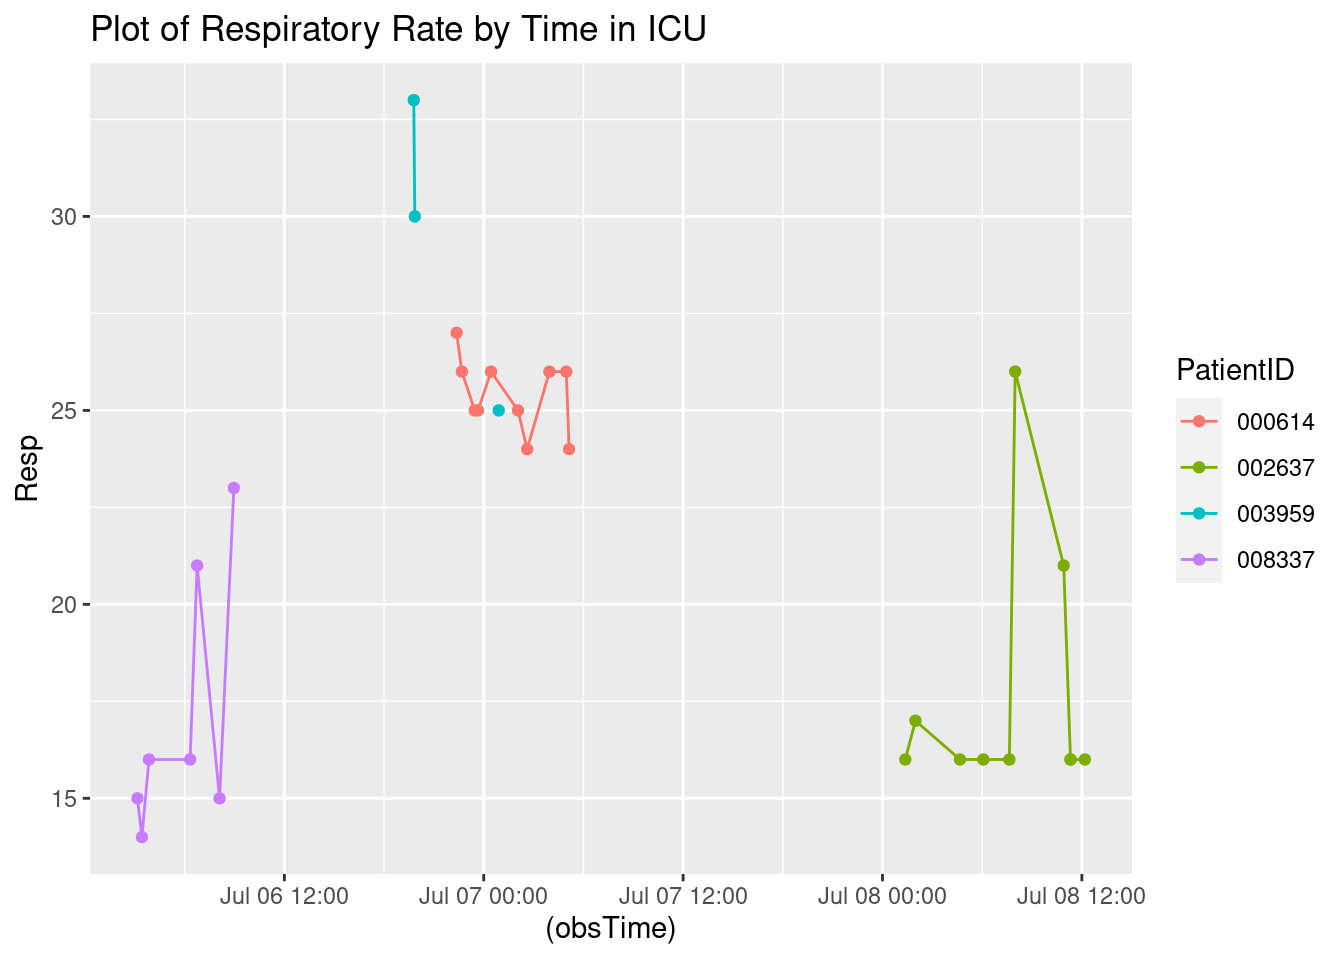 Plot of Respiratory Rate by Time in ICU
Resp
30
25
20
15
Jul 06 12:00
Jul 07 00:00
Jul 07 12:00
Jul 08 00:00
Jul 08 12:00
(obsTime)
PatientID
000614
002637
003959
008337